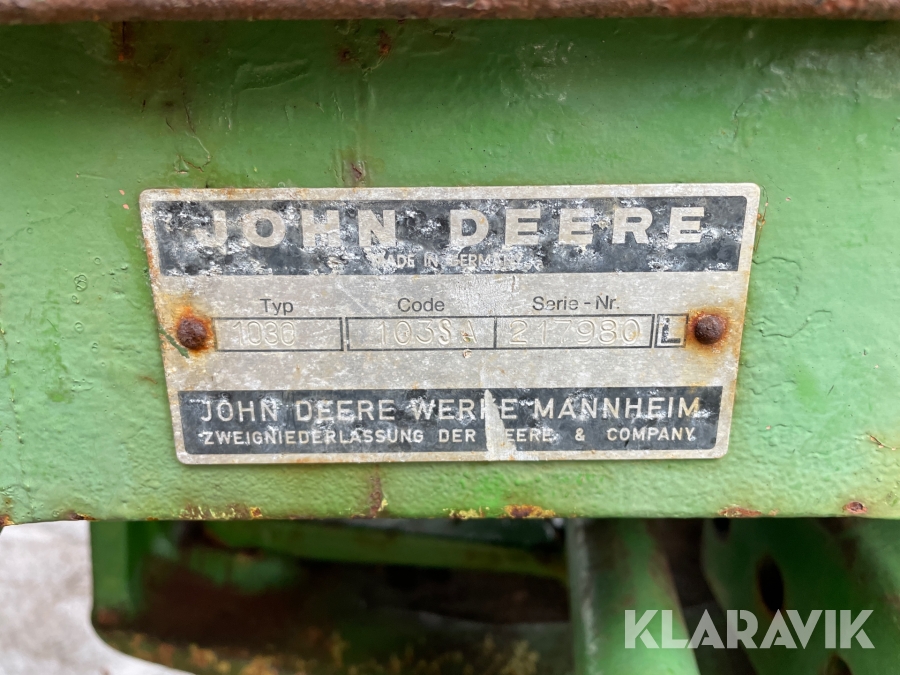 JOHN DEERE
MADE IN GERMANY
Typ Code Serie-Nr.
1030 103SA 217980 L
JOHN DEERE WERKE MANNHEIM
ZWEIGNIEDERLASSUNG DER DEERE & COMPANY
KLARAVIK